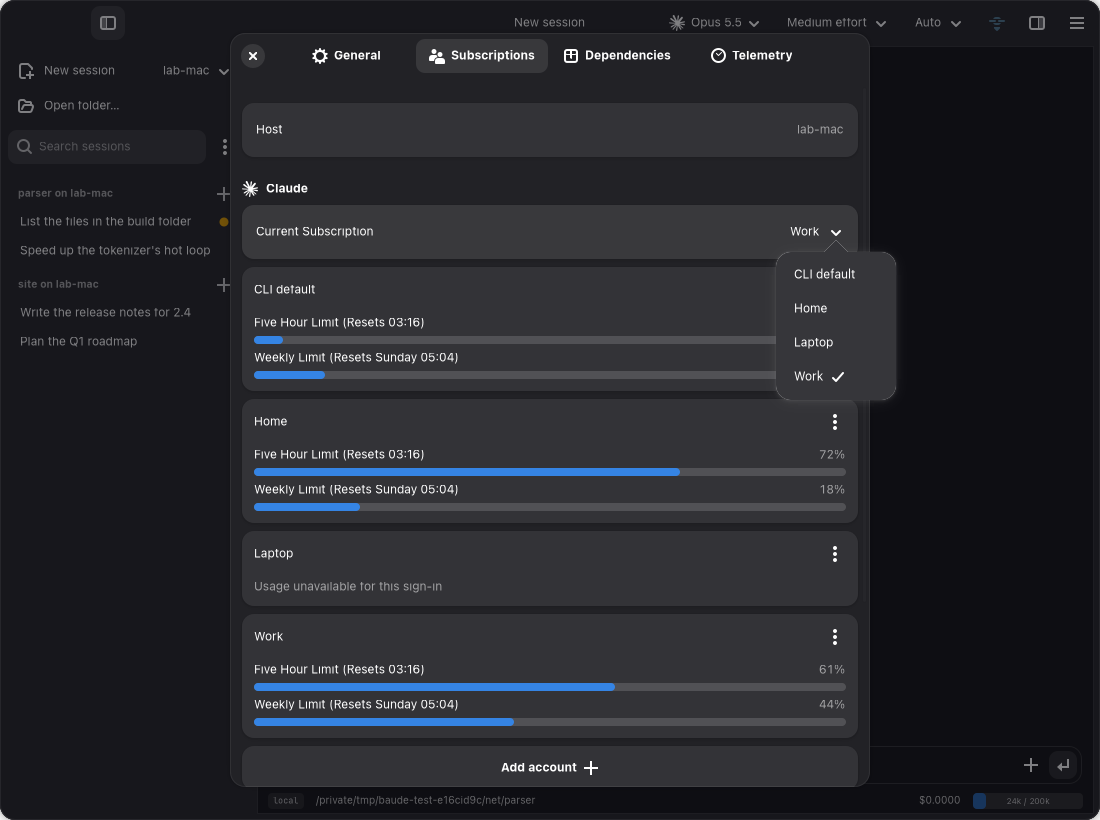 New session
Opus 5.5
Medium effort
Auto
New session
lab-mac
Open folder...
Search sessions
parser on lab-mac
List the files in the build folder
Speed up the tokenizer's hot loop
site on lab-mac
Write the release notes for 2.4
Plan the Q1 roadmap
General
Subscriptions
Dependencies
Telemetry
Host
lab-mac
Claude
Current Subscription
Work
CLI default
Home
Laptop
Work
CLI default
Five Hour Limit (Resets 03:16)
Weekly Limit (Resets Sunday 05:04)
Home
Five Hour Limit (Resets 03:16)
72%
Weekly Limit (Resets Sunday 05:04)
18%
Laptop
Usage unavailable for this sign-in
Work
Five Hour Limit (Resets 03:16)
61%
Weekly Limit (Resets Sunday 05:04)
44%
Add account
local
/private/tmp/baude-test-e16cid9c/net/parser
$0.0000
24k / 200k